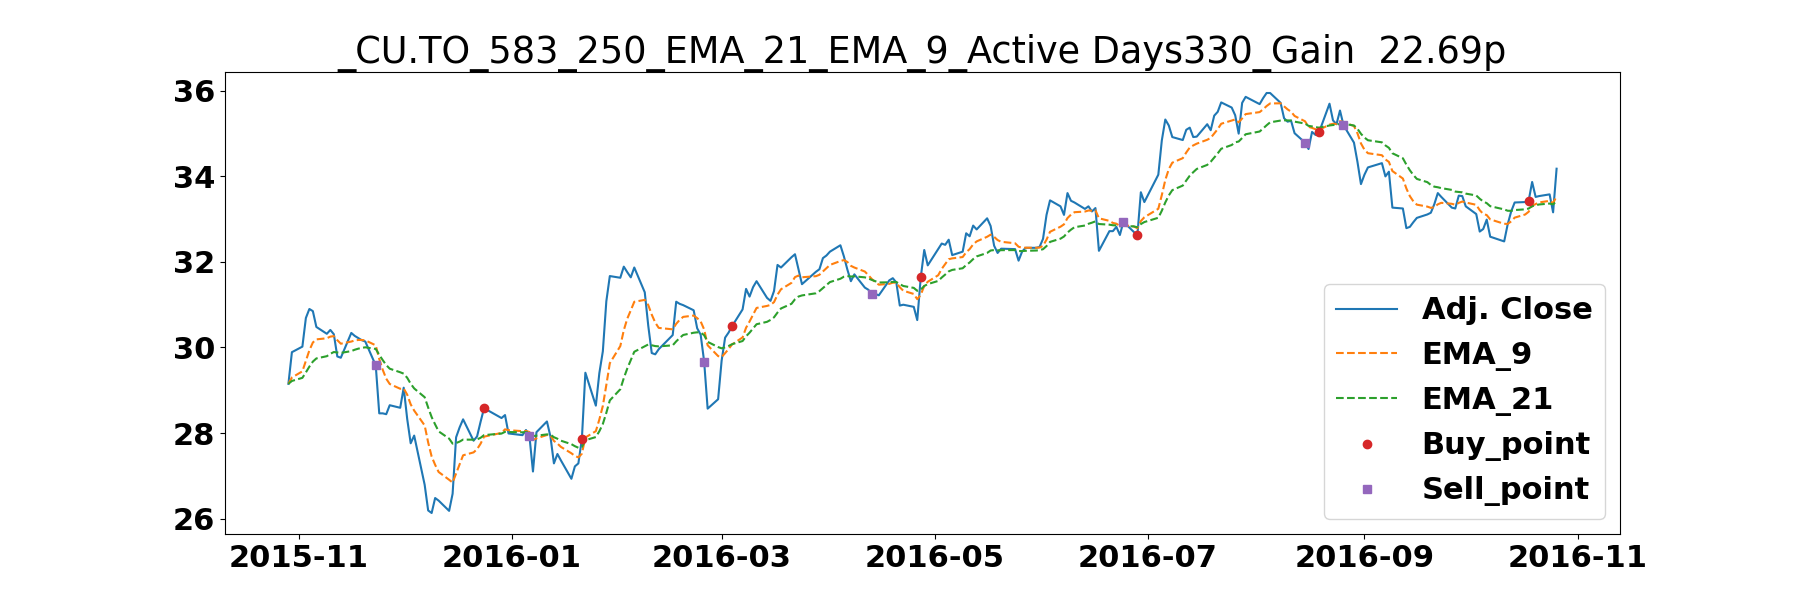 _CU.TO_583_250_EMA_21_EMA_9_Active Days330_Gain  22.69p
36
34
32
30
28
26
Adj. Close
EMA_9
EMA_21
Buy_point
Sell_point
2015-11 2016-01 2016-03 2016-05 2016-07 2016-09 2016-11